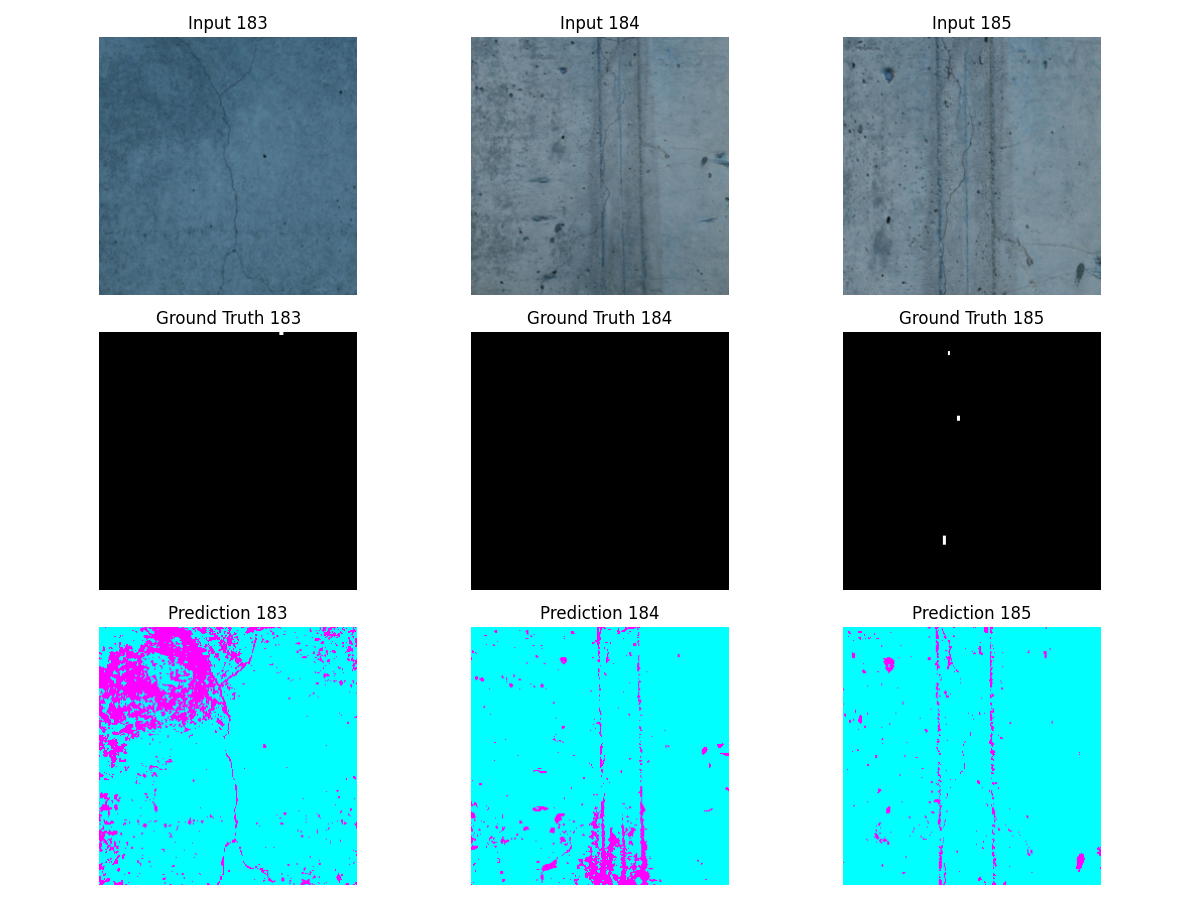 Input 183
Input 184
Input 185
Ground Truth 183
Ground Truth 184
Ground Truth 185
Prediction 183
Prediction 184
Prediction 185